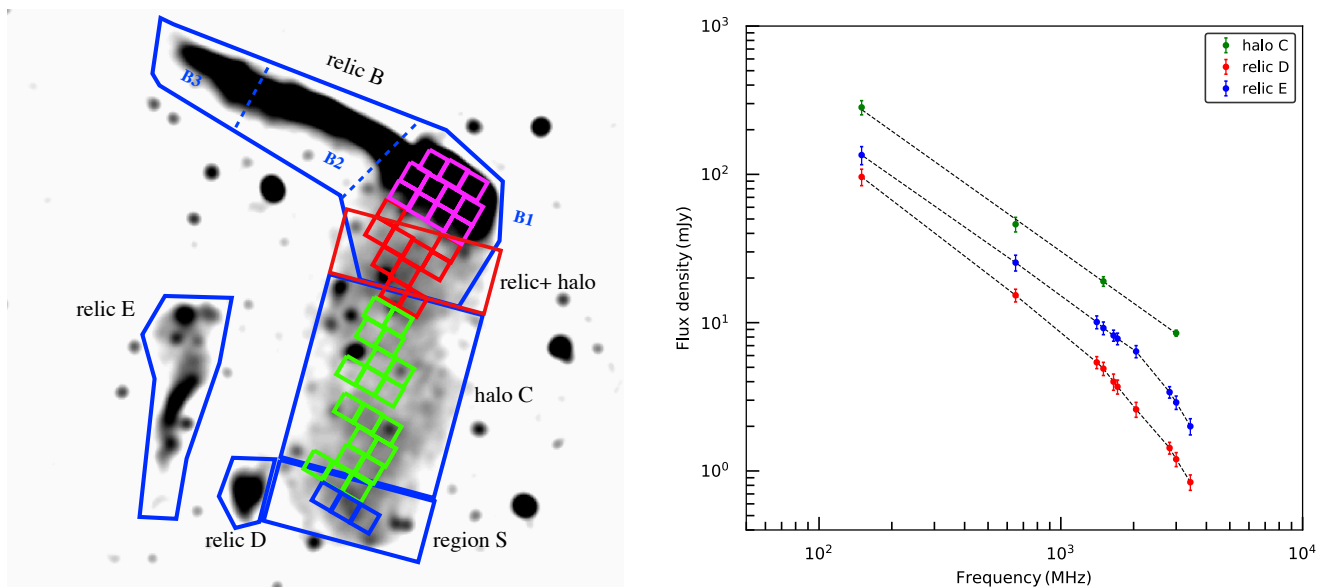 relic B
B3
B2
B1
relic+ halo
relic E
halo C
relic D
region S
10³
10²
10¹
10⁰
Flux density (mJy)
halo C
relic D
relic E
10²
10³
10⁴
Frequency (MHz)